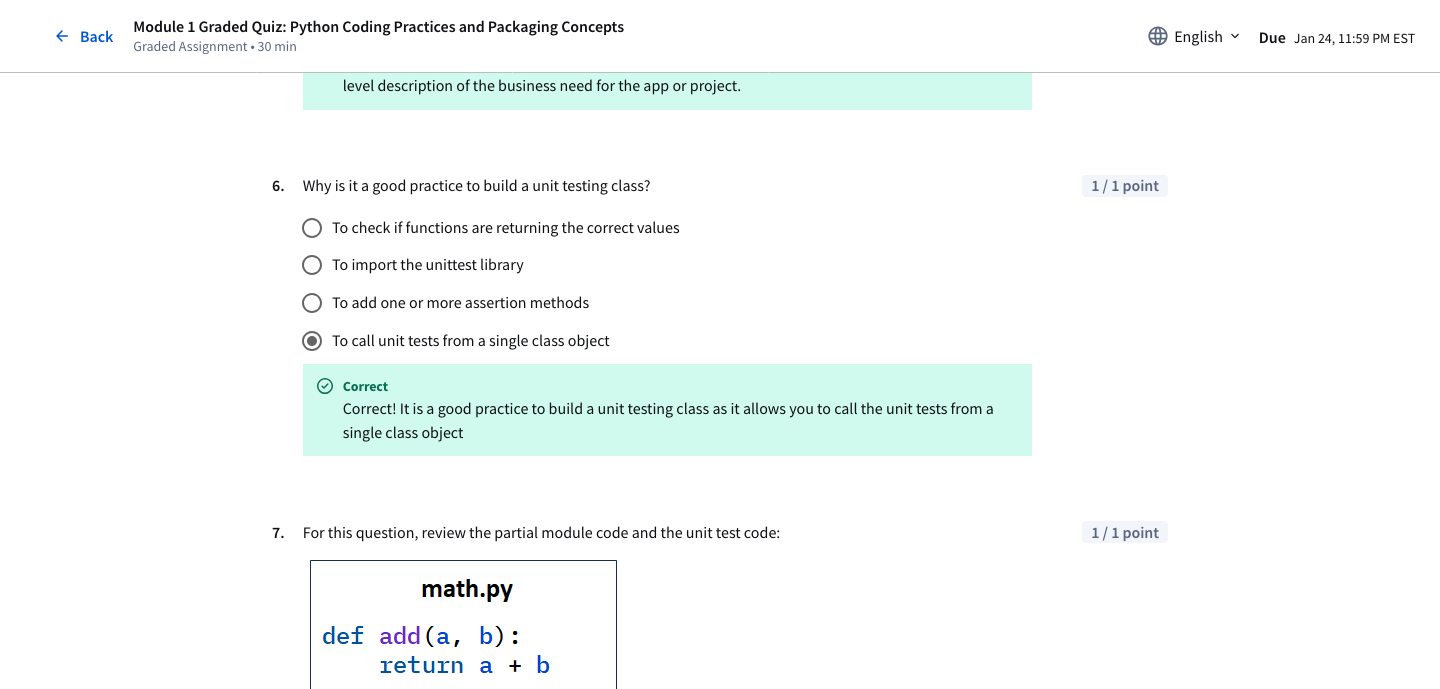 Back
Module 1 Graded Quiz: Python Coding Practices and Packaging Concepts
Graded Assignment • 30 min
English
Due Jan 24, 11:59 PM EST
level description of the business need for the app or project.
6. Why is it a good practice to build a unit testing class?
1 / 1 point
To check if functions are returning the correct values
To import the unittest library
To add one or more assertion methods
To call unit tests from a single class object
Correct
Correct! It is a good practice to build a unit testing class as it allows you to call the unit tests from a
single class object
7. For this question, review the partial module code and the unit test code:
1 / 1 point
math.py
def add(a, b):
    return a + b